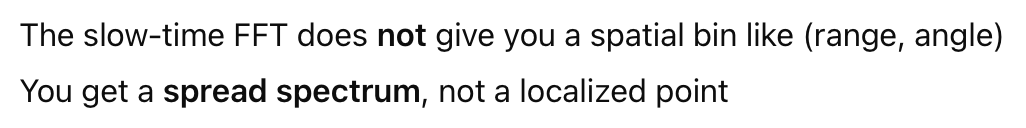 The slow-time FFT does not give you a spatial bin like (range, angle)
You get a spread spectrum, not a localized point